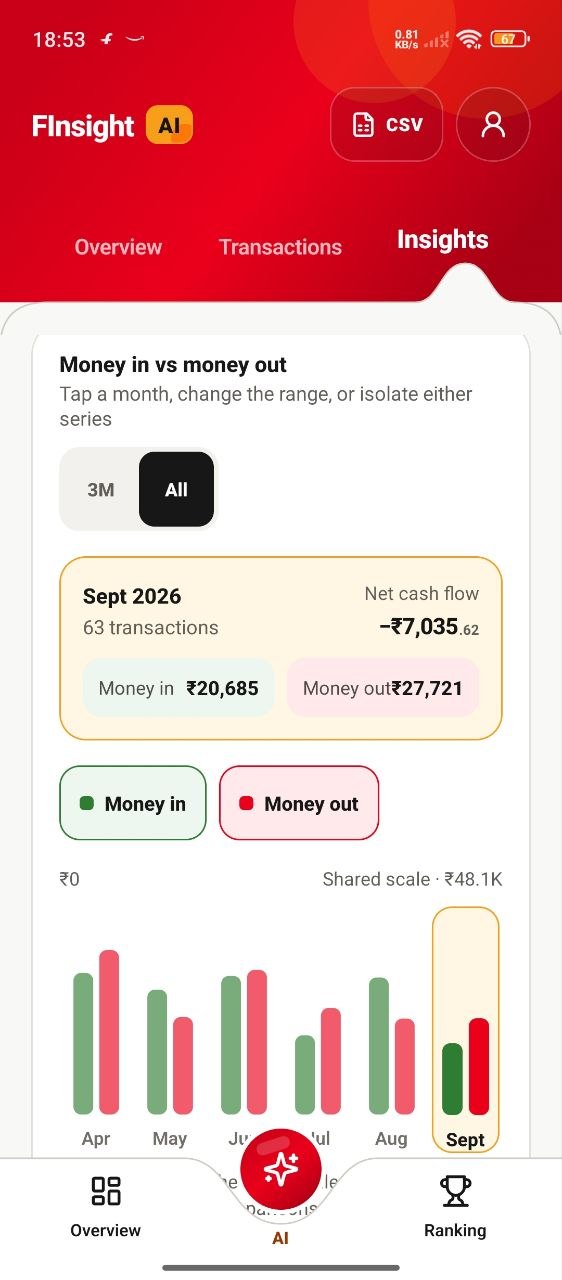 18:53
0.81
KB/s
67
FInsight AI
CSV
Overview Transactions Insights
Money in vs money out
Tap a month, change the range, or isolate either
series
3M All
Sept 2026 Net cash flow
63 transactions −₹7,035.62
Money in ₹20,685 Money out₹27,721
Money in Money out
₹0 Shared scale · ₹48.1K
Apr May Aug Sept
Overview AI Ranking